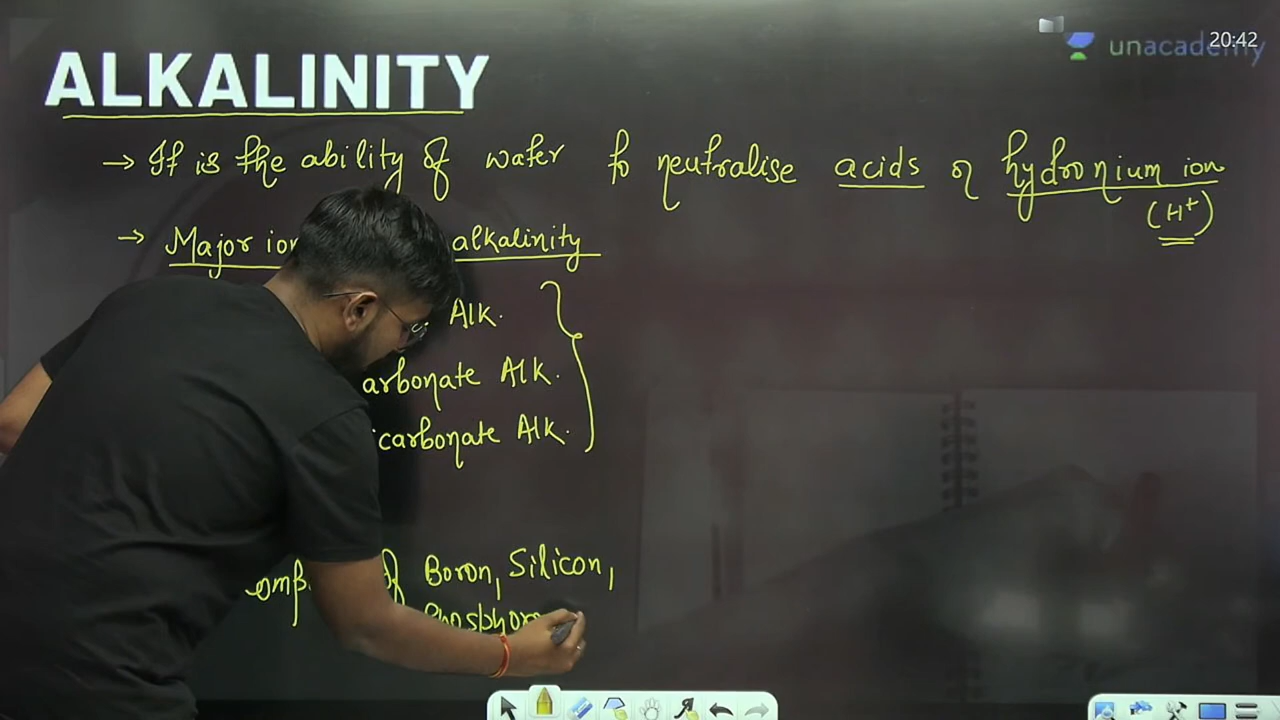 20:42
unacademy
ALKALINITY
→ It is the ability of water to neutralise acids or hydronium ion
(H+)
→ Major ion alkalinity
Alk.
arbonate Alk.
icarbonate Alk.
of Boron, Silicon,